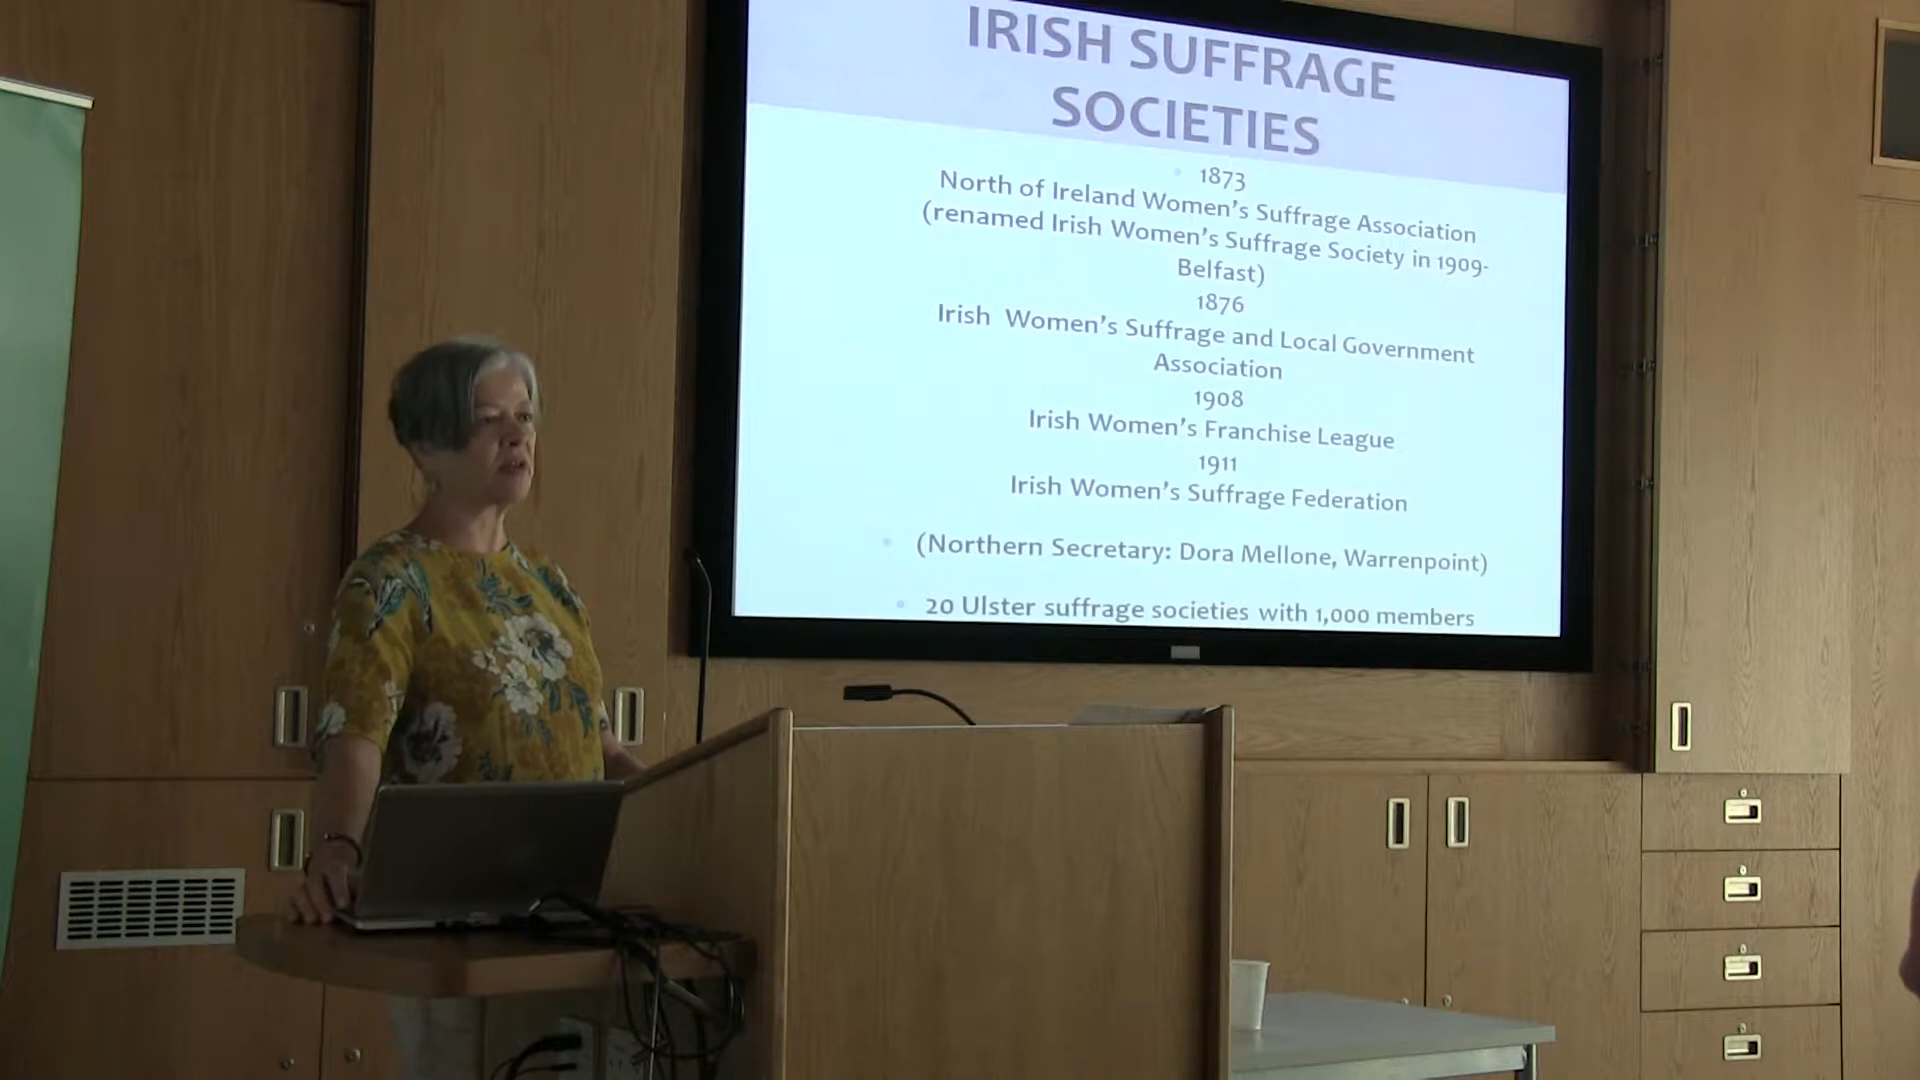 IRISH SUFFRAGE
SOCIETIES
1873
North of Ireland Women's Suffrage Association
(renamed Irish Women's Suffrage Society in 1909-
Belfast)
1876
Irish Women's Suffrage and Local Government
Association
1908
Irish Women's Franchise League
1911
Irish Women's Suffrage Federation
(Northern Secretary: Dora Mellone, Warrenpoint)
20 Ulster suffrage societies with 1,000 members